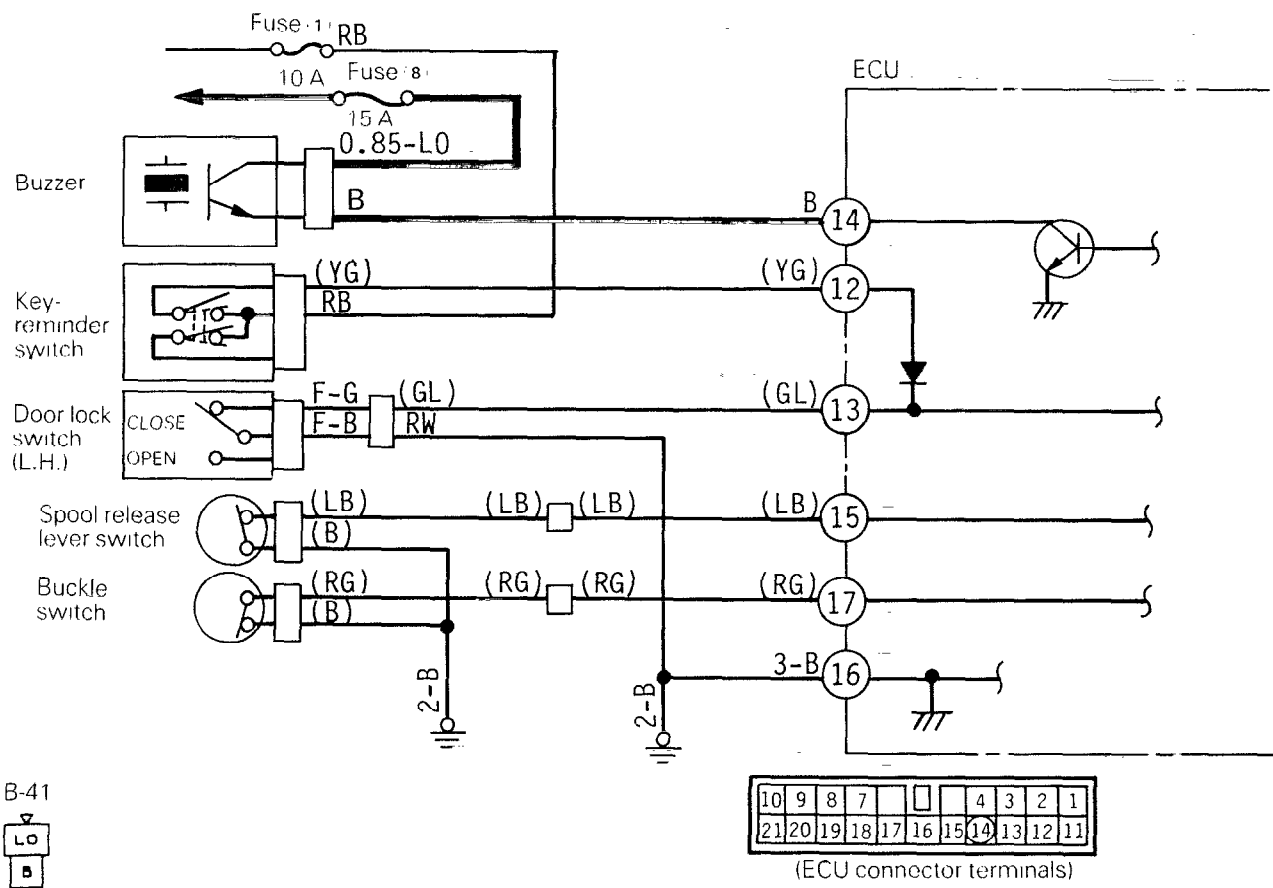 Fuse (1) RB
10 A Fuse (8)
ECU
15 A
0.85-LO
Buzzer
B
B 14
(YG) (YG) 12
Key-
reminder
switch
RB
Door lock
switch
(L.H.)
CLOSE
OPEN
F-G (GL) (GL) 13
F-B RW
Spool release
lever switch
(LB) (LB) (LB) (LB) 15
(B)
Buckle
switch
(RG) (RG) (RG) (RG) 17
(B)
3-B 16
2-B
2-B
B-41
LO
B
10 9 8 7 4 3 2 1
21 20 19 18 17 16 15 14 13 12 11
(ECU connector terminals)